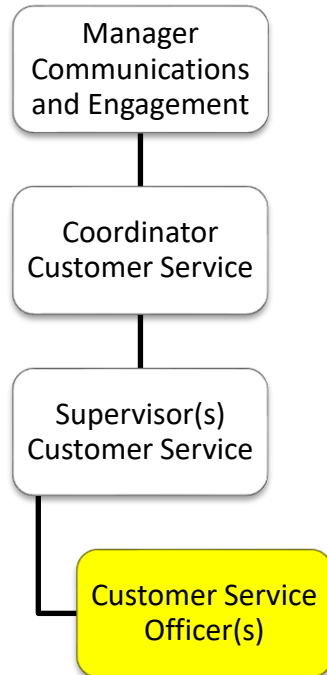 Manager
Communications
and Engagement
Coordinator
Customer Service
Supervisor(s)
Customer Service
Customer Service
Officer(s)